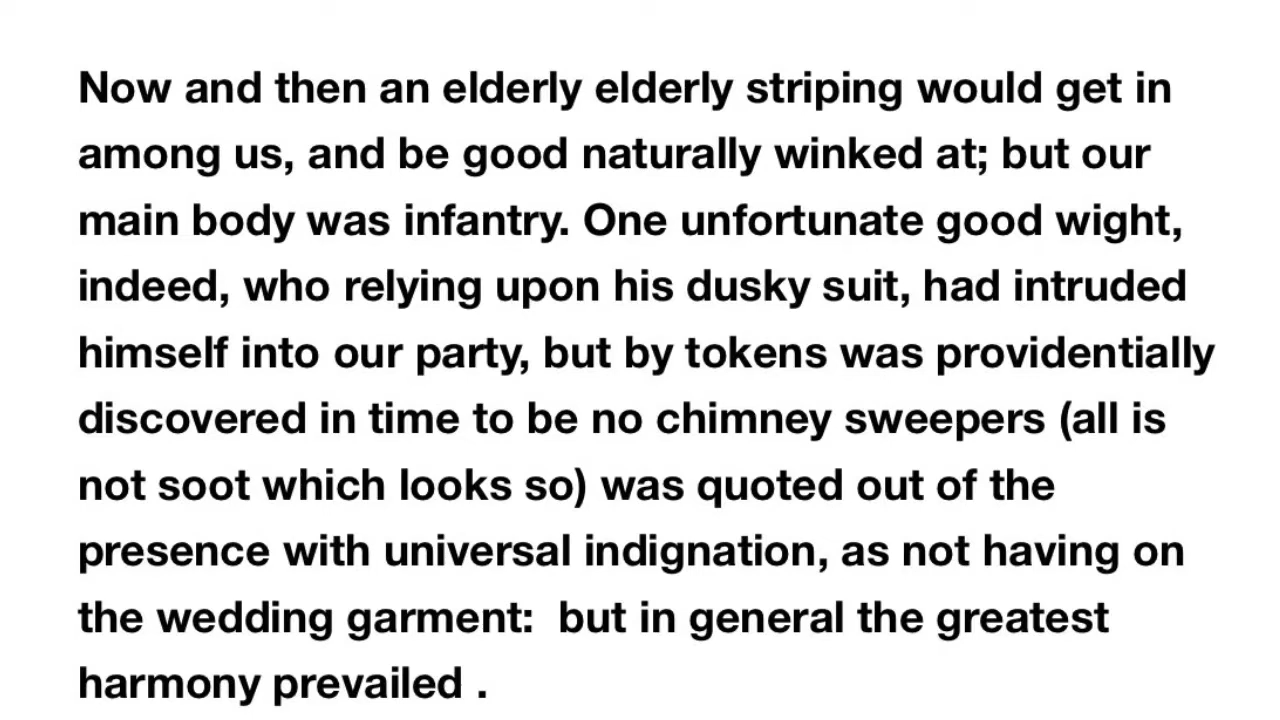 Now and then an elderly elderly striping would get in
among us, and be good naturally winked at; but our
main body was infantry. One unfortunate good wight,
indeed, who relying upon his dusky suit, had intruded
himself into our party, but by tokens was providentially
discovered in time to be no chimney sweepers (all is
not soot which looks so) was quoted out of the
presence with universal indignation, as not having on
the wedding garment:  but in general the greatest
harmony prevailed .